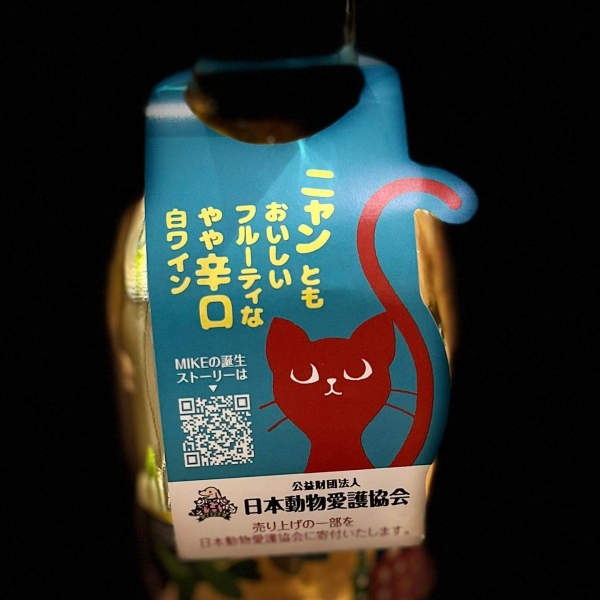 ニャンとも
おいしい
フルーティな
やや辛口
白ワイン
MIKEの誕生
ストーリーは
公益財団法人
日本動物愛護協会
売り上げの一部を
日本動物愛護協会に寄付いたします。